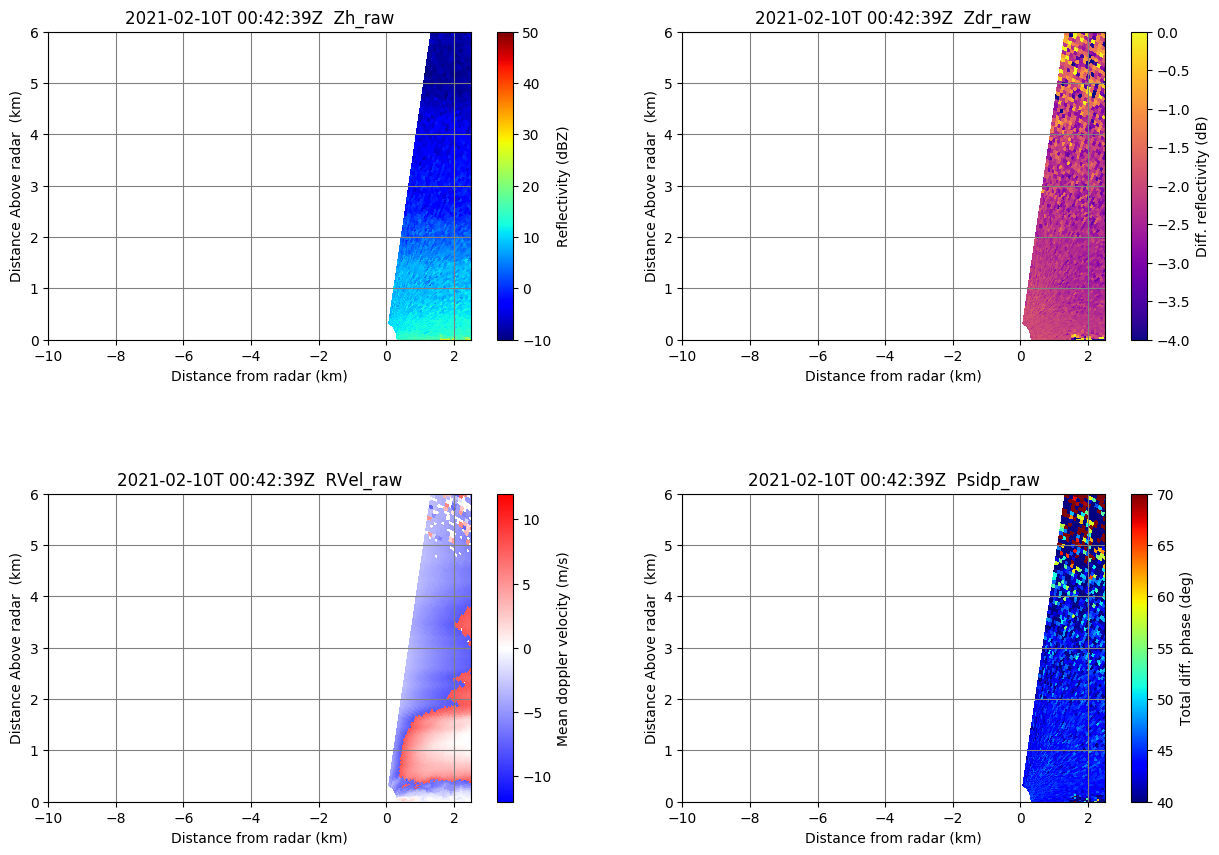 2021-02-10T 00:42:39Z  Zh_raw
Distance Above radar  (km)
6
5
4
3
2
1
0
−10 −8 −6 −4 −2 0 2
Distance from radar (km)
50
40
30
20
10
0
−10
Reflectivity (dBZ)
2021-02-10T 00:42:39Z  Zdr_raw
Distance Above radar  (km)
6
5
4
3
2
1
0
−10 −8 −6 −4 −2 0 2
Distance from radar (km)
0.0
−0.5
−1.0
−1.5
−2.0
−2.5
−3.0
−3.5
−4.0
Diff. reflectivity (dB)
2021-02-10T 00:42:39Z  RVel_raw
Distance Above radar  (km)
6
5
4
3
2
1
0
−10 −8 −6 −4 −2 0 2
Distance from radar (km)
10
5
0
−5
−10
Mean doppler velocity (m/s)
2021-02-10T 00:42:39Z  Psidp_raw
Distance Above radar  (km)
6
5
4
3
2
1
0
−10 −8 −6 −4 −2 0 2
Distance from radar (km)
70
65
60
55
50
45
40
Total diff. phase (deg)